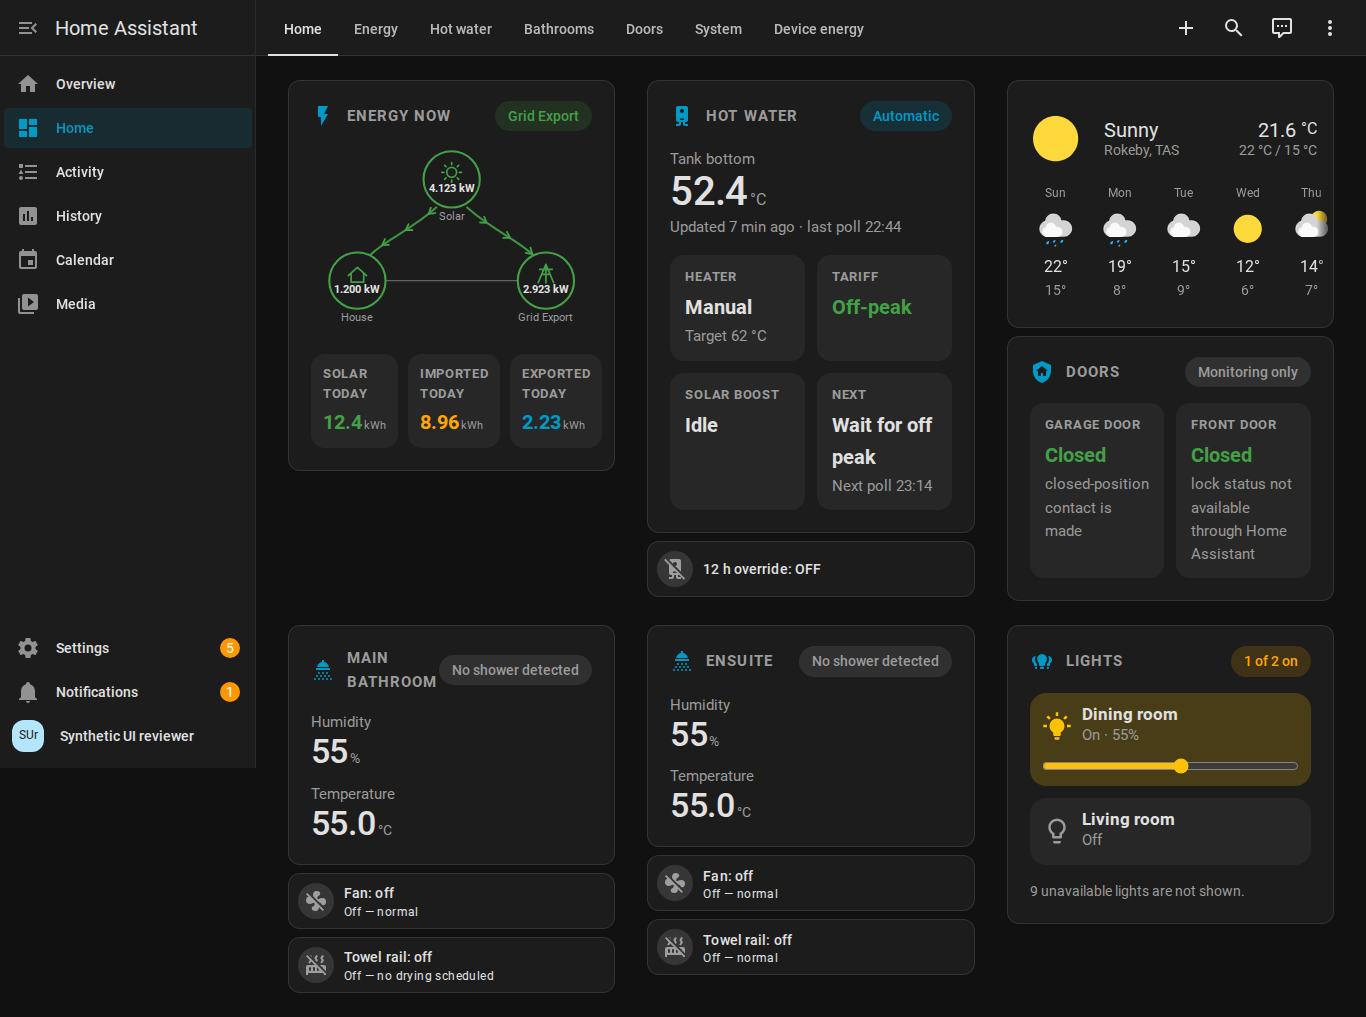 Home Assistant
Home
Energy
Hot water
Bathrooms
Doors
System
Device energy
Overview
Home
Activity
History
Calendar
Media
Settings
5
Notifications
1
SUr
Synthetic UI reviewer
ENERGY NOW
Grid Export
4.123 kW
Solar
1.200 kW
House
2.923 kW
Grid Export
SOLAR
TODAY
12.4 kWh
IMPORTED
TODAY
8.96 kWh
EXPORTED
TODAY
2.23 kWh
HOT WATER
Automatic
Tank bottom
52.4 °C
Updated 7 min ago · last poll 22:44
HEATER
Manual
Target 62 °C
TARIFF
Off-peak
SOLAR BOOST
Idle
NEXT
Wait for off
peak
Next poll 23:14
12 h override: OFF
Sunny
Rokeby, TAS
21.6 °C
22 °C / 15 °C
Sun
Mon
Tue
Wed
Thu
22°
19°
15°
12°
14°
15°
8°
9°
6°
7°
DOORS
Monitoring only
GARAGE DOOR
Closed
closed-position
contact is
made
FRONT DOOR
Closed
lock status not
available
through Home
Assistant
MAIN
BATHROOM
No shower detected
Humidity
55 %
Temperature
55.0 °C
Fan: off
Off — normal
Towel rail: off
Off — no drying scheduled
ENSUITE
No shower detected
Humidity
55 %
Temperature
55.0 °C
Fan: off
Off — normal
Towel rail: off
Off — normal
LIGHTS
1 of 2 on
Dining room
On · 55%
Living room
Off
9 unavailable lights are not shown.